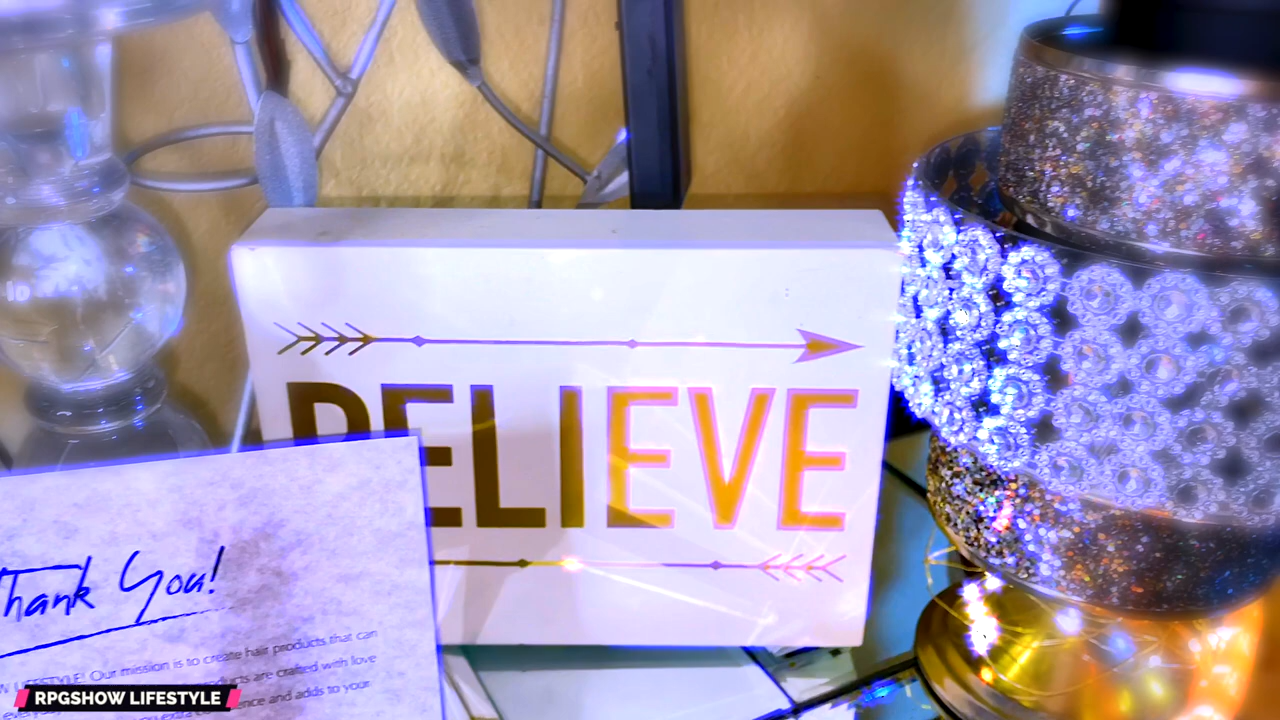 BELIEVE
Thank You!
LIFESTYLE! Our mission is to create hair products that can
products are crafted with love
and adds to your
extra
RPGSHOW LIFESTYLE